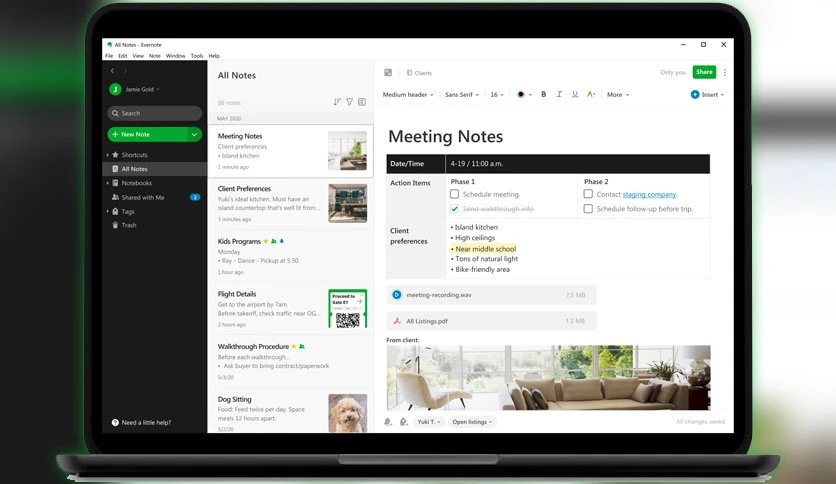 All Notes - Evernote
File Edit View Note Window Tools Help
J Jamie Gold
Search
New Note
Shortcuts
All Notes
Notebooks
Shared with Me 2
Tags
Trash
Need a little help?
All Notes
86 notes
MAY 2020
Meeting Notes
Client preferences
• Island kitchen
1 minute ago
Client Preferences
Yuki's ideal kitchen. Must have an
island countertop that's well lit from...
3 minutes ago
Kids Programs
Monday
• Ray - Dance - Pickup at 5:30.
1 hour ago
Flight Details
Get to the airport by 7am.
Before takeoff, check traffic near OG...
2 hours ago
Proceed to
Gate E7
Walkthrough Procedure
Before each walkthrough...
• Ask buyer to bring contract/paperwork
5/3/20
Dog Sitting
Food: Feed twice per day. Space
meals 12 hours apart.
5/2/20
Clients
Only you
Share
Medium header Sans Serif 16 B I U A More Insert
Meeting Notes
Date/Time 4-19 / 11:00 a.m.
Action Items
Phase 1
Schedule meeting.
Send walkthrough info.
Phase 2
Contact staging company.
Schedule follow-up before trip.
Client
preferences
• Island kitchen
• High ceilings
• Near middle school
• Tons of natural light
• Bike-friendly area
meeting-recording.wav 7.5 MB
All Listings.pdf 1.2 MB
From client:
Yuki T. Open listings
All changes saved